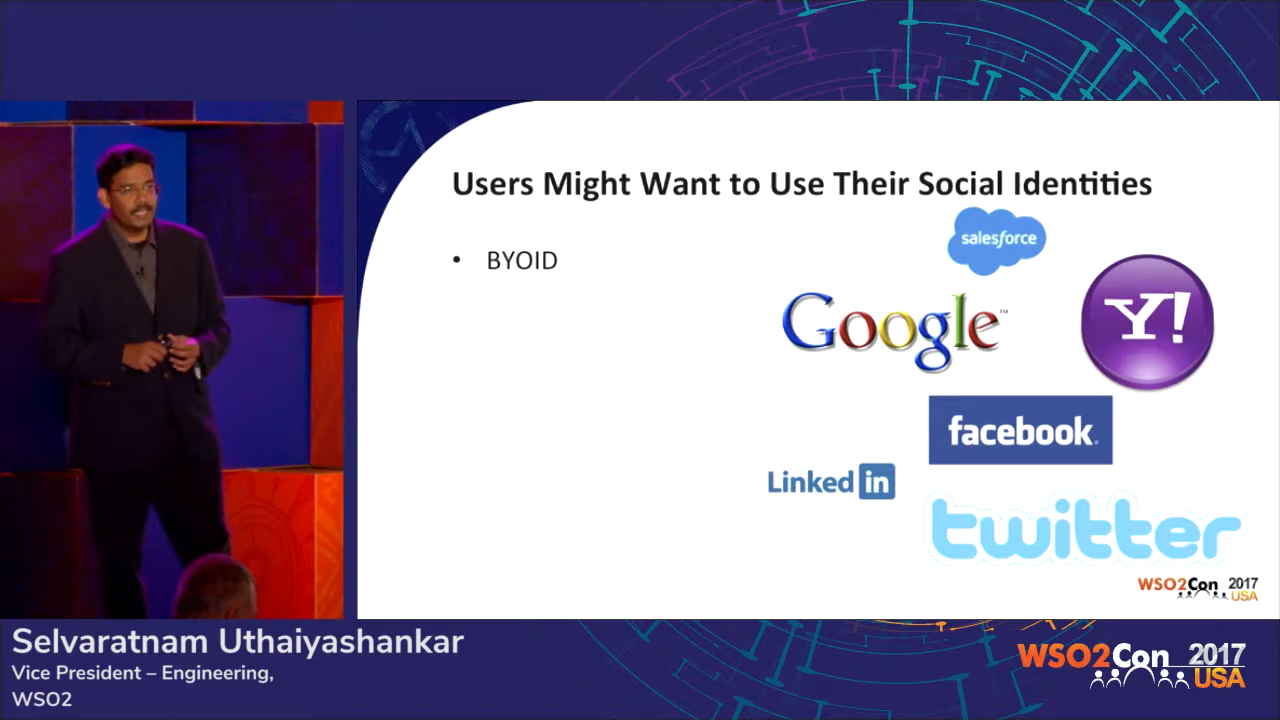 Users Might Want to Use Their Social Identities
• BYOID
salesforce
Google™
Y!
facebook
Linked in
twitter
WSO2Con 2017
USA
Selvaratnam Uthaiyashankar
Vice President – Engineering,
WSO2
WSO2Con 2017
USA